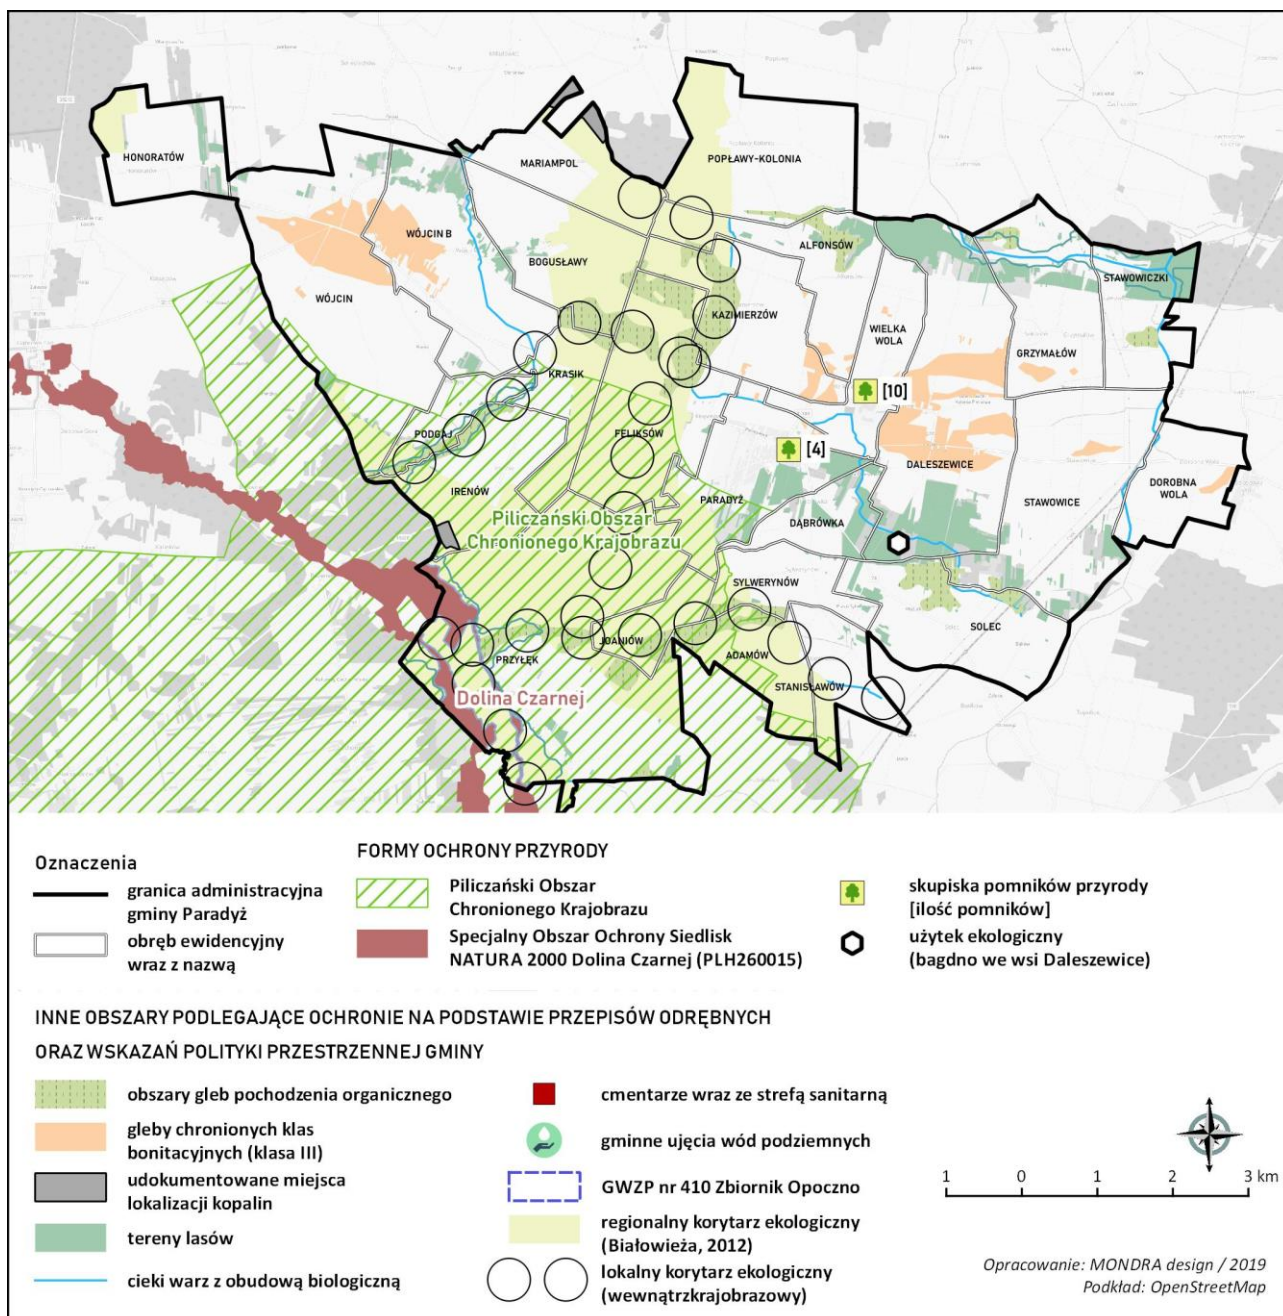 HONORATÓW
MARIAMPOL
POPŁAWY-KOLONIA
WÓJCIN B
BOGUSŁAWY
ALFONSÓW
STAWOWICZKI
WÓJCIN
KAZIMIERZÓW
WIELKA
WOLA
GRZYMAŁÓW
KRASIK
[10]
PODGAJ
FELIKSÓW
[4]
DALESZEWICE
IRENÓW
PARADYŻ
STAWOWICE
DOROBNA
WOLA
Piliczański Obszar
Chronionego Krajobrazu
DĄBRÓWKA
SYLWERYNÓW
SOLEC
JOANIÓW
PRZYŁĘK
ADAMÓW
STANISŁAWÓW
Dolina Czarnej
Oznaczenia
granica administracyjna
gminy Paradyż
obręb ewidencyjny
wraz z nazwą
FORMY OCHRONY PRZYRODY
Piliczański Obszar
Chronionego Krajobrazu
Specjalny Obszar Ochrony Siedlisk
NATURA 2000 Dolina Czarnej (PLH260015)
skupiska pomników przyrody
[ilość pomników]
użytek ekologiczny
(bagdno we wsi Daleszewice)
INNE OBSZARY PODLEGAJĄCE OCHRONIE NA PODSTAWIE PRZEPISÓW ODRĘBNYCH
ORAZ WSKAZAŃ POLITYKI PRZESTRZENNEJ GMINY
obszary gleb pochodzenia organicznego
gleby chronionych klas
bonitacyjnych (klasa III)
udokumentowane miejsca
lokalizacji kopalin
tereny lasów
cieki warz z obudową biologiczną
cmentarze wraz ze strefą sanitarną
gminne ujęcia wód podziemnych
GWZP nr 410 Zbiornik Opoczno
regionalny korytarz ekologiczny
(Białowieża, 2012)
lokalny korytarz ekologiczny
(wewnątrzkrajobrazowy)
1 0 1 2 3 km
Opracowanie: MONDRA design / 2019
Podkład: OpenStreetMap